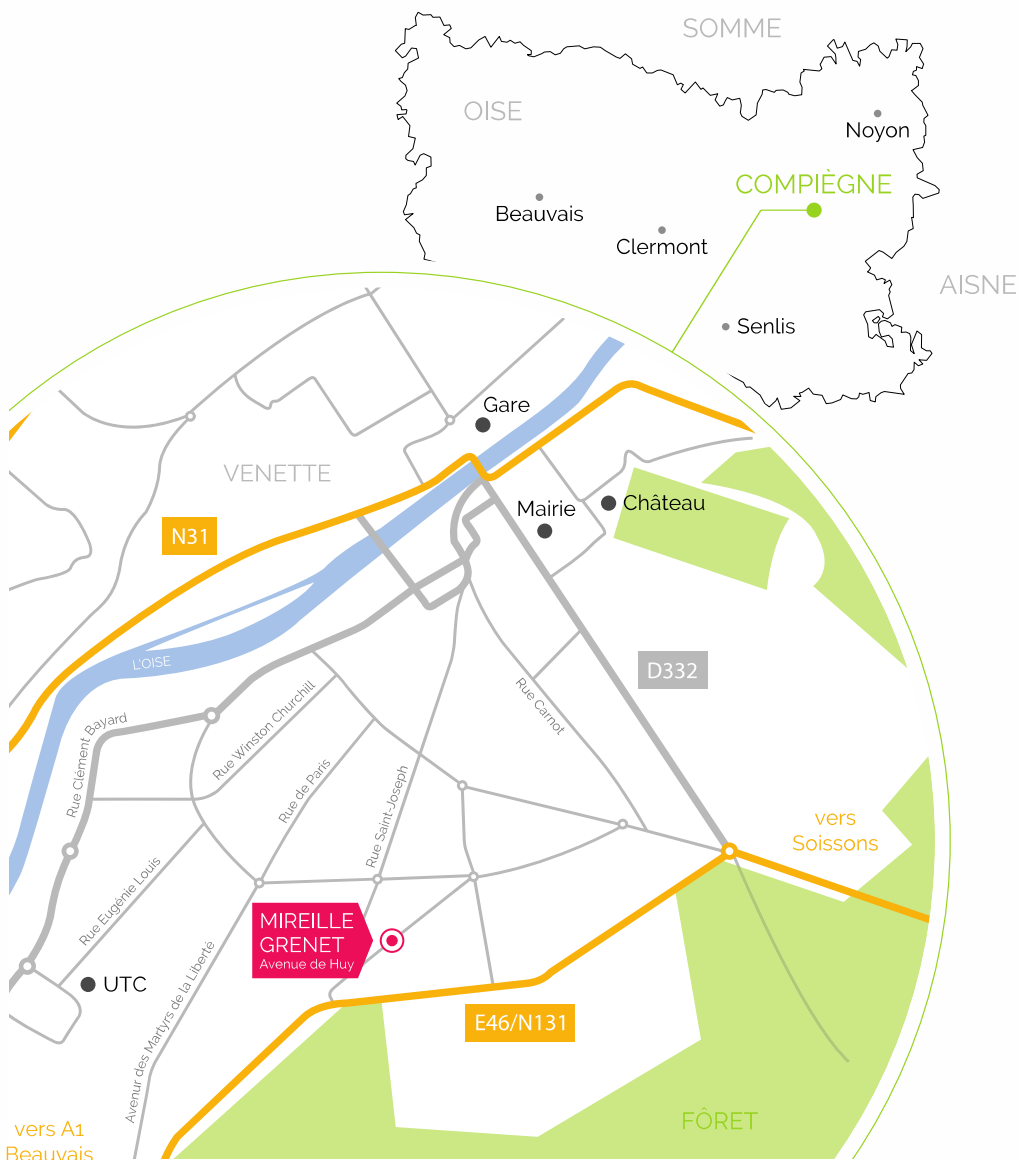 SOMME
OISE
Noyon
COMPIÈGNE
Beauvais
Clermont
AISNE
Senlis
Gare
VENETTE
Mairie
Château
N31
L'OISE
D332
Rue Clément Bayard
Rue Winston Churchill
Rue Carnot
Rue de Paris
Rue Saint-Joseph
vers
Soissons
Rue Eugénie Louis
MIREILLE
GRENET
Avenue de Huy
UTC
Avenur des Martyrs de la Liberté
E46/N131
FÔRET
vers A1
Beauvais